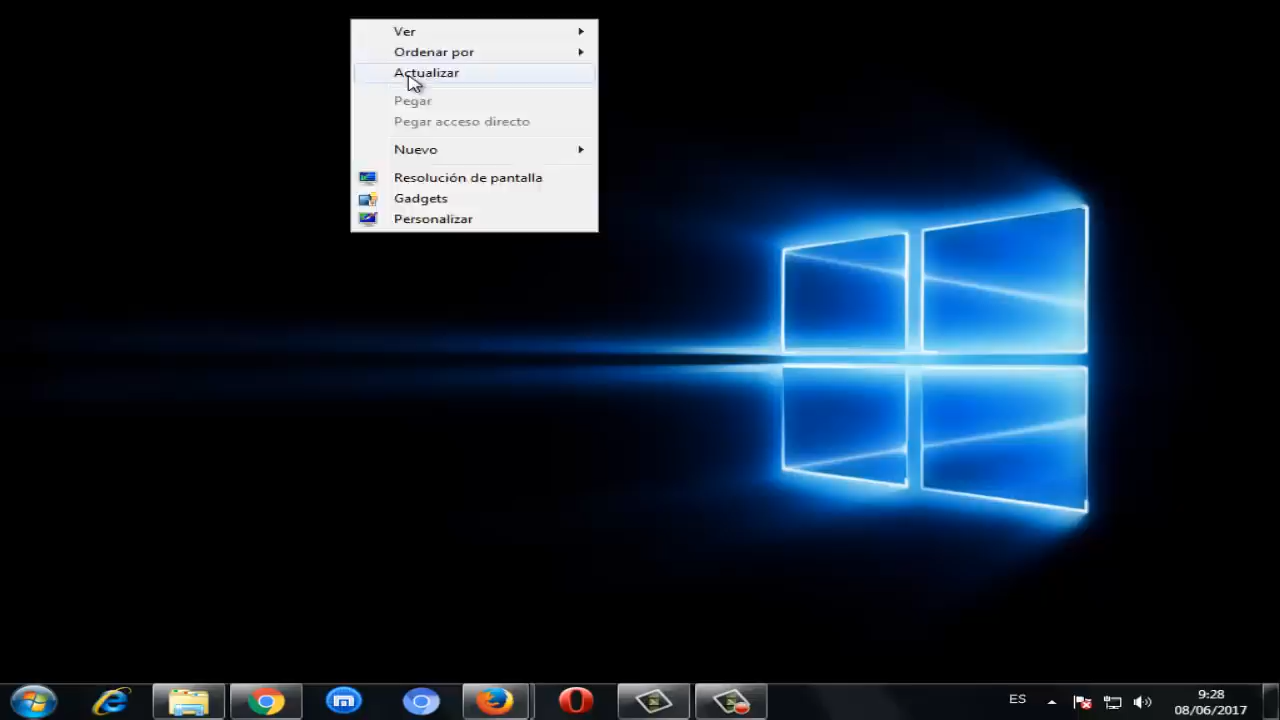 Ver
Ordenar por
Actualizar
Pegar
Pegar acceso directo
Nuevo
Resolución de pantalla
Gadgets
Personalizar
ES
9:28
08/06/2017